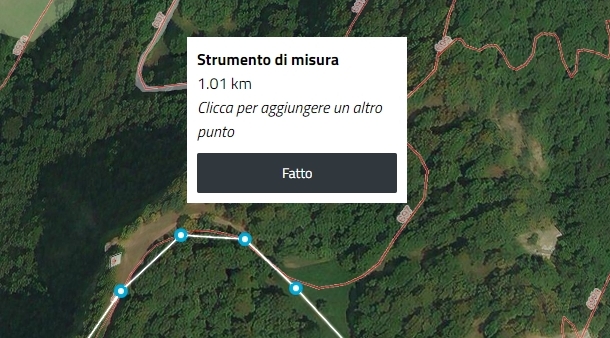 Strumento di misura
1.01 km
Clicca per aggiungere un altro
punto
Fatto